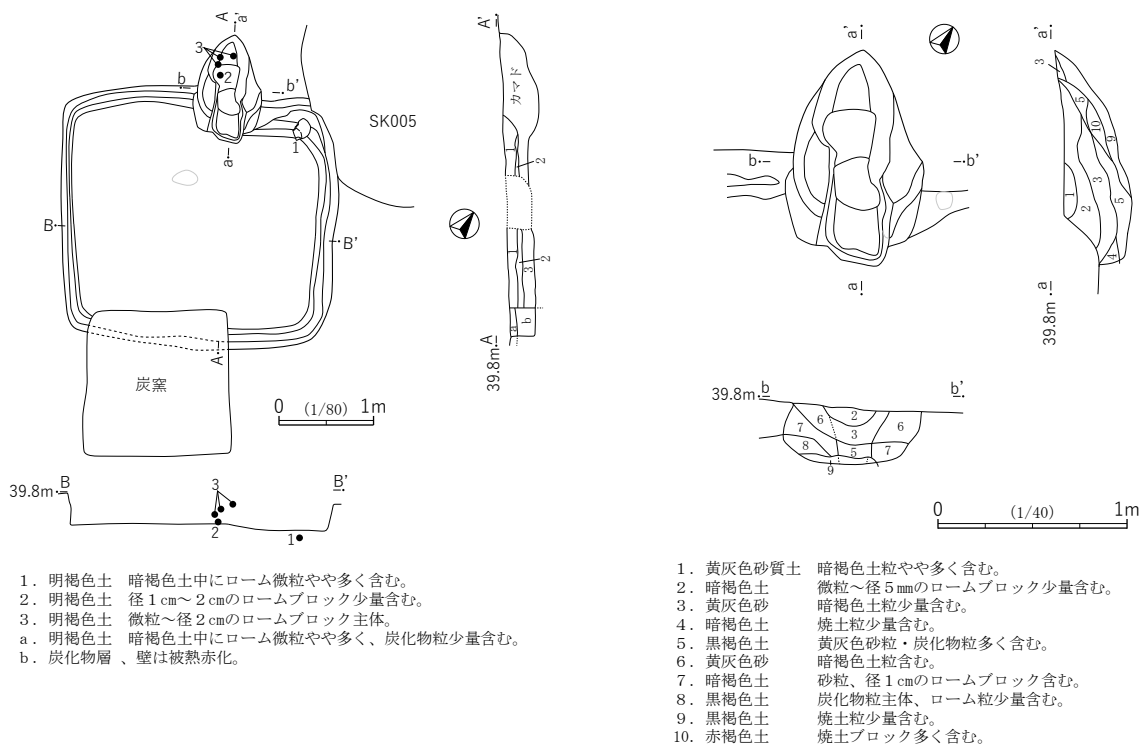 A
a'
3
2
b
b'
SK005
1
a
B
B'
A
炭窯
0 (1/80) 1m
A'
カマド
1
2
1
2
3
a
b
A
39.8m
39.8m B
B'
3
2
1
1. 明褐色土 暗褐色土中にローム微粒やや多く含む。
2. 明褐色土 径1cm～2cmのロームブロック少量含む。
3. 明褐色土 微粒～径2cmのロームブロック主体。
a. 明褐色土 暗褐色土中にローム微粒やや多く、炭化物粒少量含む。
b. 炭化物層 、壁は被熱赤化。
a'
b
b'
a
a'
3
5
10
9
3
1
2
5
4
a
39.8m
39.8m b
b'
2
6
6
7
3
8
5
7
9
0 (1/40) 1m
1. 黄灰色砂質土 暗褐色土粒やや多く含む。
2. 暗褐色土 微粒～径5mmのロームブロック少量含む。
3. 黄灰色砂 暗褐色土粒少量含む。
4. 暗褐色土 焼土粒少量含む。
5. 黒褐色土 黄灰色砂粒・炭化物粒多く含む。
6. 黄灰色砂 暗褐色土粒含む。
7. 暗褐色土 砂粒、径1cmのロームブロック含む。
8. 黒褐色土 炭化物粒主体、ローム粒少量含む。
9. 黒褐色土 焼土粒少量含む。
10. 赤褐色土 焼土ブロック多く含む。